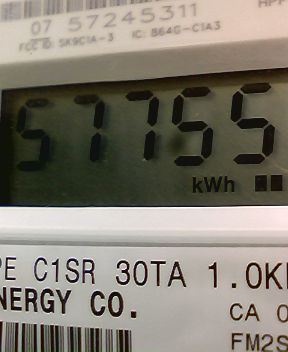 07 57245311
FCC ID: SK9C1A-3 IC: 864G-C1A3
57755
kWh
PE C1SR 30TA 1.0K
NERGY CO.
CA 0
FM2S